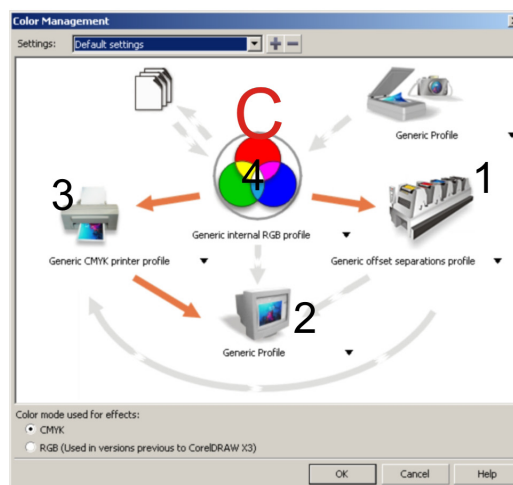 Color Management
Settings: Default settings
C
Generic Profile
4
3
1
Generic internal RGB profile
Generic CMYK printer profile
Generic offset separations profile
2
Generic Profile
Color mode used for effects:
CMYK
RGB (Used in versions previous to CorelDRAW X3)
OK Cancel Help